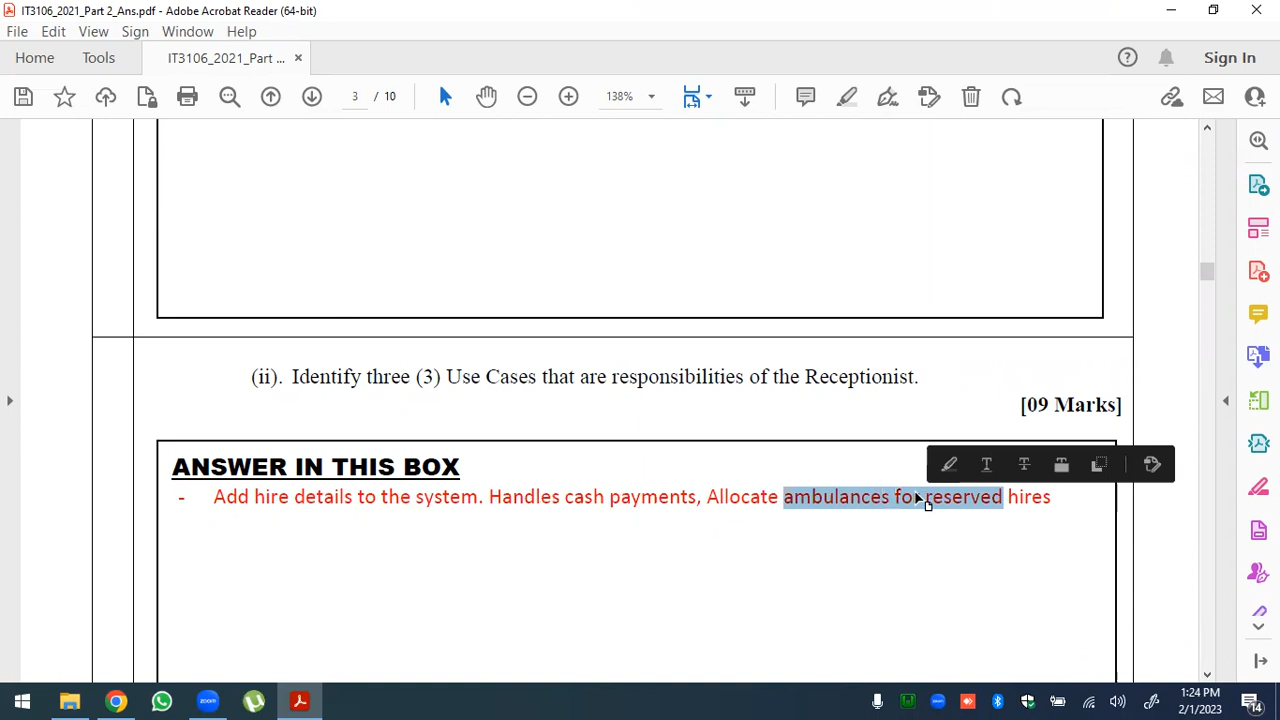 IT3106_2021_Part 2_Ans.pdf - Adobe Acrobat Reader (64-bit)
File Edit View Sign Window Help
Home Tools IT3106_2021_Part ... × Sign In
3 / 10 138%
(ii). Identify three (3) Use Cases that are responsibilities of the Receptionist.
[09 Marks]
ANSWER IN THIS BOX
- Add hire details to the system. Handles cash payments, Allocate ambulances for reserved hires
zoom
1:24 PM
2/1/2023
14